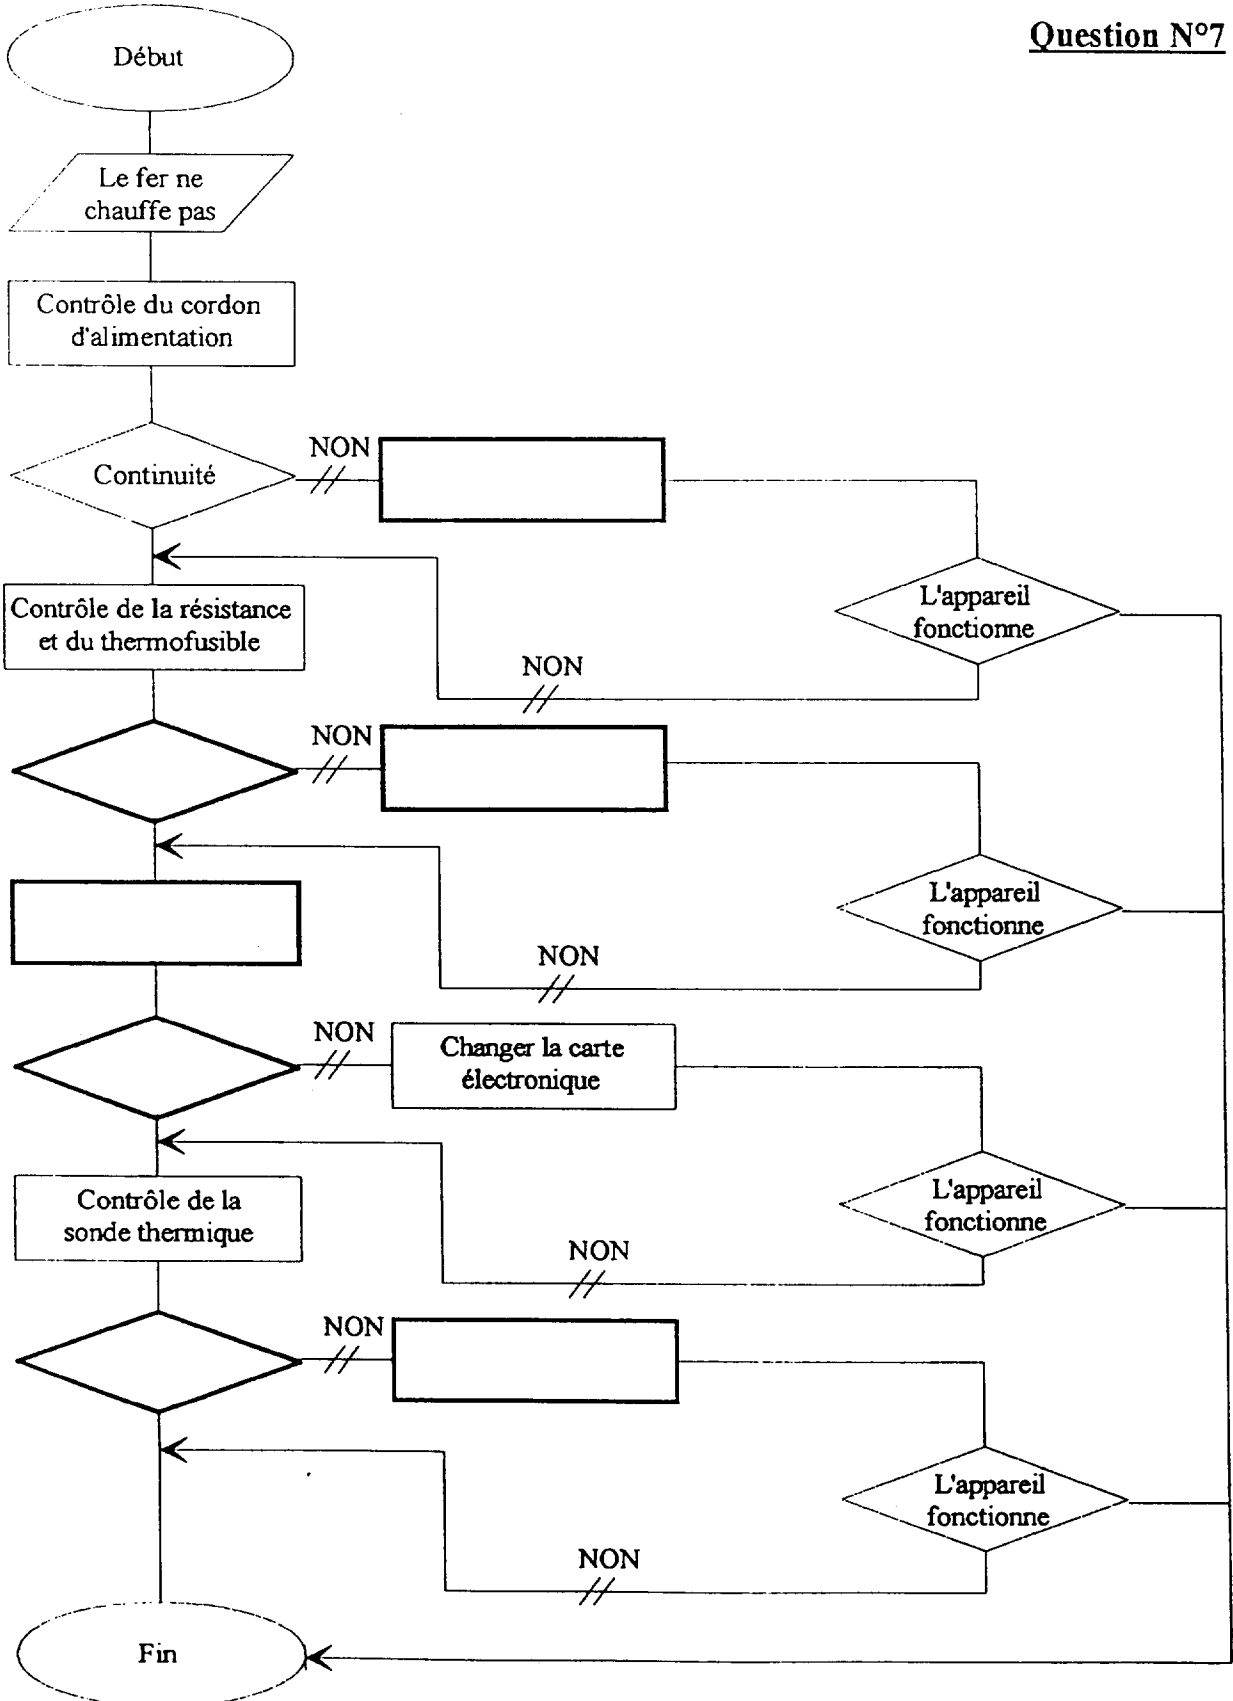 Question N°7
Début
Le fer ne
chauffe pas
Contrôle du cordon
d'alimentation
Continuité
NON
L'appareil
fonctionne
Contrôle de la résistance
et du thermofusible
NON
NON
L'appareil
fonctionne
NON
NON
Changer la carte
électronique
L'appareil
fonctionne
Contrôle de la
sonde thermique
NON
NON
L'appareil
fonctionne
NON
Fin